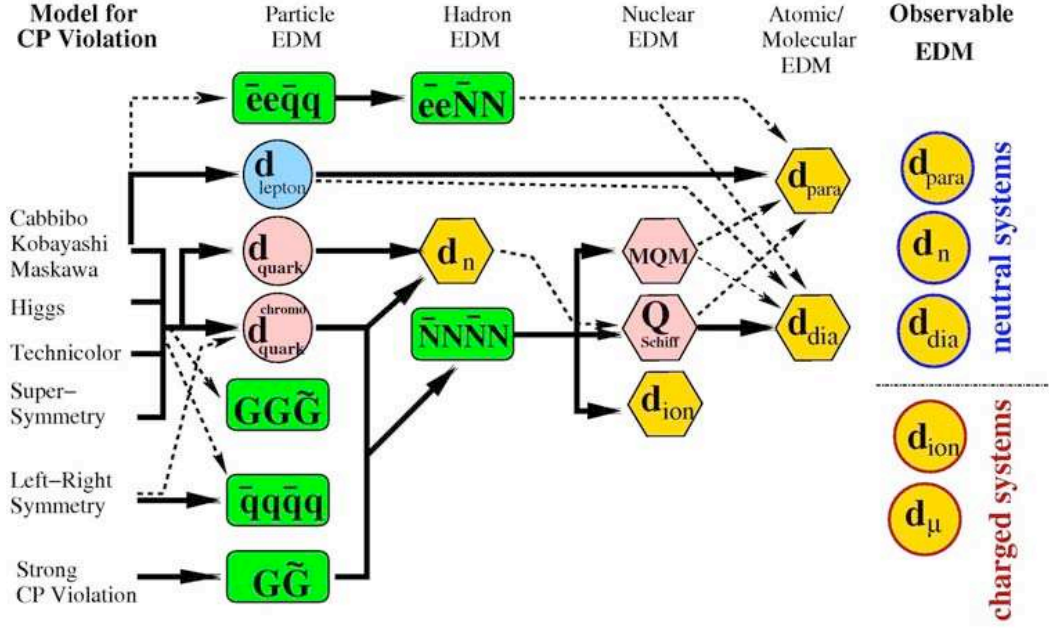 Model for
CP Violation
Particle
EDM
Hadron
EDM
Nuclear
EDM
Atomic/
Molecular
EDM
Observable
EDM
ēeq̄q
ēeN̄N
d
lepton
d
para
d
para
neutral systems
Cabbibo
Kobayashi
Maskawa
d
quark
d
n
MQM
d
n
Higgs
chromo
d
quark
N̄NN̄N
Q
Schiff
d
dia
d
dia
Technicolor
Super-
Symmetry
GGG̃
d
ion
d
ion
charged systems
Left-Right
Symmetry
q̄qq̄q
d
μ
Strong
CP Violation
GG̃